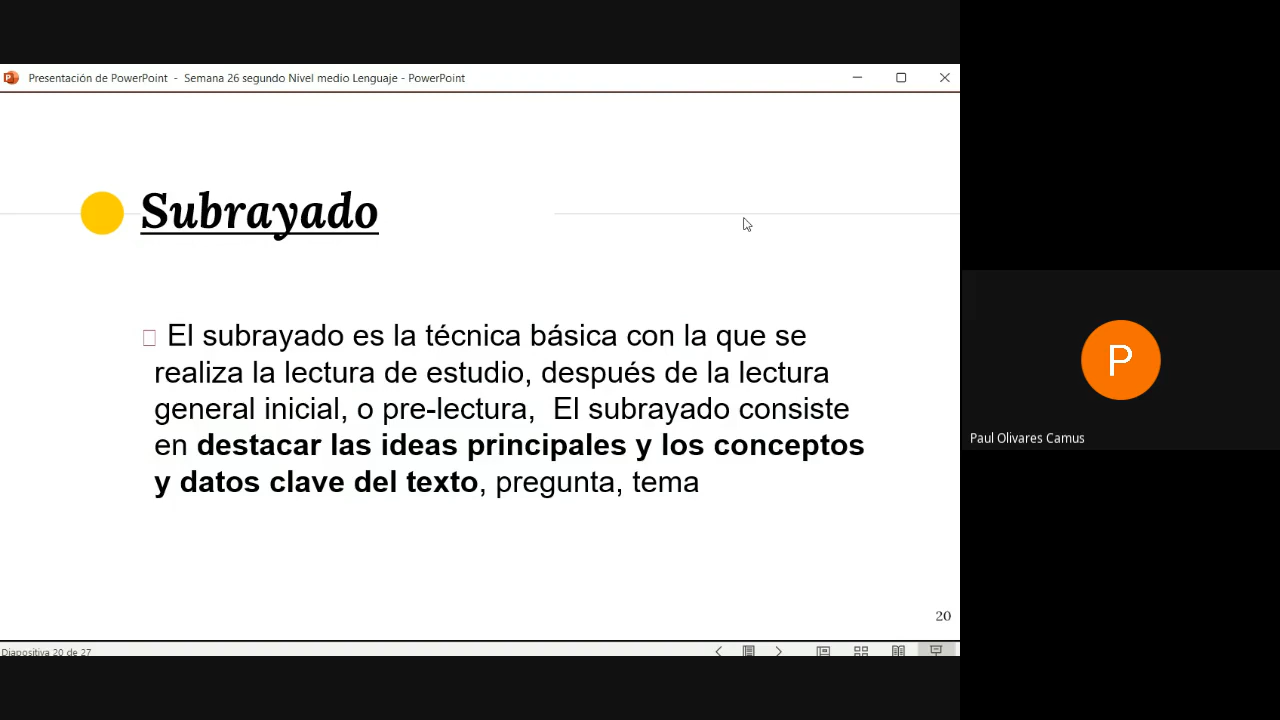 Presentación de PowerPoint - Semana 26 segundo Nivel medio Lenguaje - PowerPoint
Subrayado
El subrayado es la técnica básica con la que se
realiza la lectura de estudio, después de la lectura
general inicial, o pre-lectura, El subrayado consiste
en destacar las ideas principales y los conceptos
y datos clave del texto, pregunta, tema
20
Diapositiva 20 de 27
P
Paul Olivares Camus